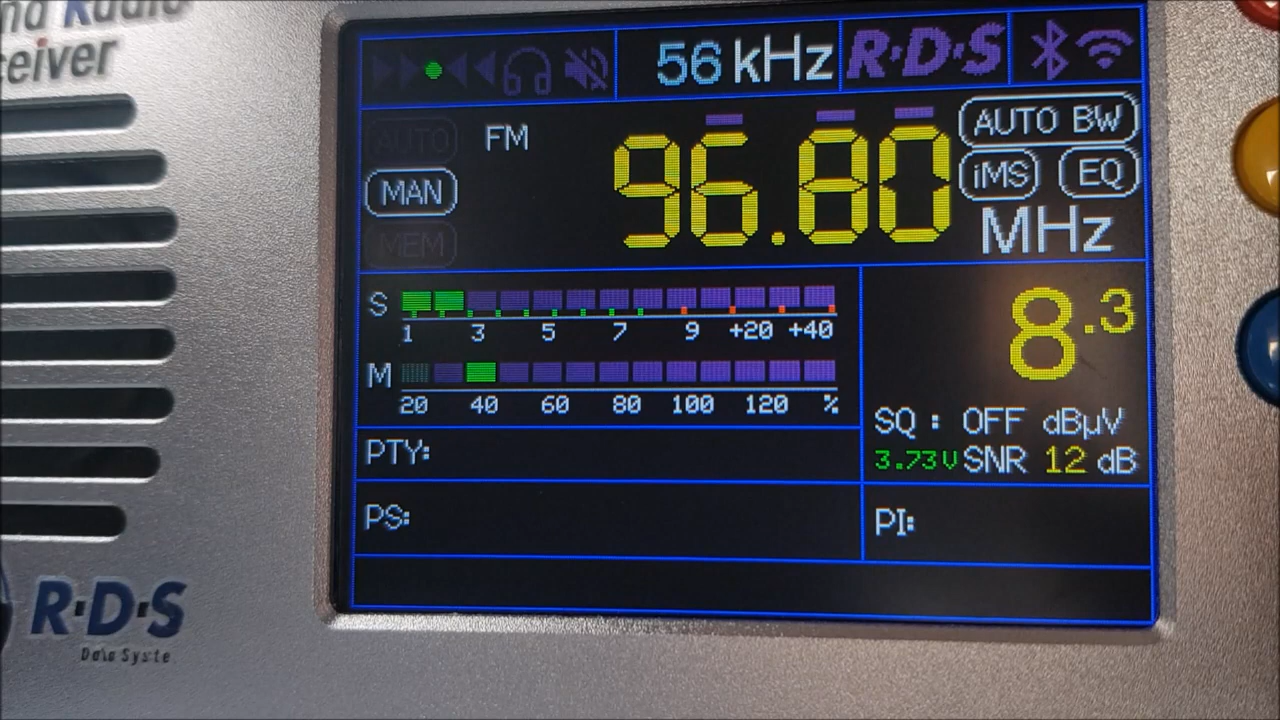 nd Radio
ceiver
56 kHz R·D·S
AUTO
FM
96.80
MHz
AUTO BW
iMS EQ
MAN
MEM
S
1 3 5 7 9 +20 +40
M
20 40 60 80 100 120 %
8.3
SQ : OFF dBµV
3.73V SNR 12 dB
PTY:
PS:
PI:
R·D·S
Data Syste